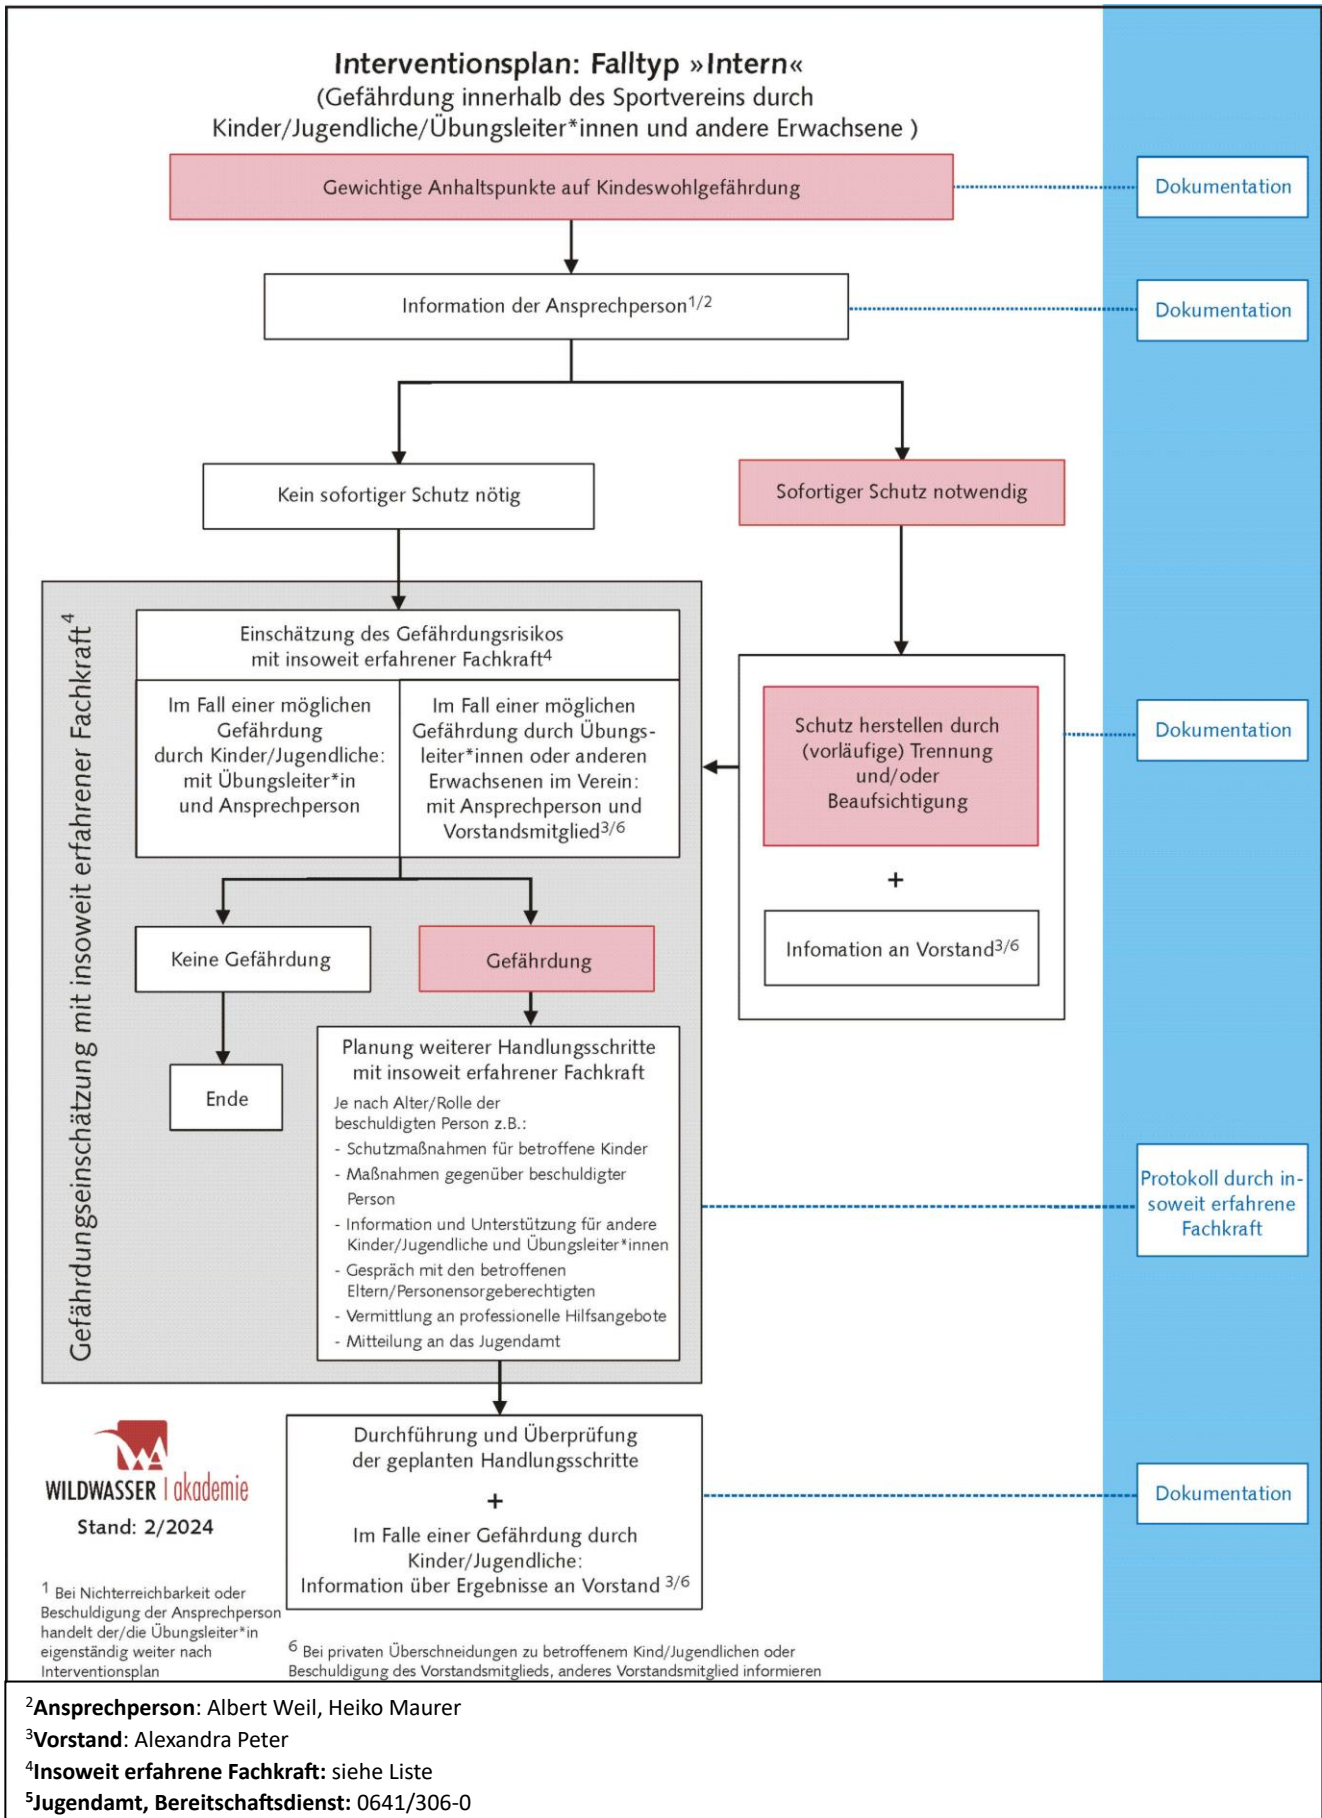 Interventionsplan: Falltyp »Intern«
(Gefährdung innerhalb des Sportvereins durch
Kinder/Jugendliche/Übungsleiter*innen und andere Erwachsene )
Gewichtige Anhaltspunkte auf Kindeswohlgefährdung
Dokumentation
Information der Ansprechperson1/2
Dokumentation
Kein sofortiger Schutz nötig
Sofortiger Schutz notwendig
Gefährdungseinschätzung mit insoweit erfahrener Fachkraft4
Einschätzung des Gefährdungsrisikos
mit insoweit erfahrener Fachkraft4
Im Fall einer möglichen
Gefährdung
durch Kinder/Jugendliche:
mit Übungsleiter*in
und Ansprechperson
Im Fall einer möglichen
Gefährdung durch Übungs-
leiter*innen oder anderen
Erwachsenen im Verein:
mit Ansprechperson und
Vorstandsmitglied3/6
Schutz herstellen durch
(vorläufige) Trennung
und/oder
Beaufsichtigung
+
Infomation an Vorstand3/6
Dokumentation
Keine Gefährdung
Gefährdung
Ende
Planung weiterer Handlungsschritte
mit insoweit erfahrener Fachkraft
Je nach Alter/Rolle der
beschuldigten Person z.B.:
- Schutzmaßnahmen für betroffene Kinder
- Maßnahmen gegenüber beschuldigter
Person
- Information und Unterstützung für andere
Kinder/Jugendliche und Übungsleiter*innen
- Gespräch mit den betroffenen
Eltern/Personensorgeberechtigten
- Vermittlung an professionelle Hilfsangebote
- Mitteilung an das Jugendamt
Protokoll durch in-
soweit erfahrene
Fachkraft
Durchführung und Überprüfung
der geplanten Handlungsschritte
+
Im Falle einer Gefährdung durch
Kinder/Jugendliche:
Information über Ergebnisse an Vorstand 3/6
Dokumentation
WILDWASSER | akademie
Stand: 2/2024
1 Bei Nichterreichbarkeit oder
Beschuldigung der Ansprechperson
handelt der/die Übungsleiter*in
eigenständig weiter nach
Interventionsplan
6 Bei privaten Überschneidungen zu betroffenem Kind/Jugendlichen oder
Beschuldigung des Vorstandsmitglieds, anderes Vorstandsmitglied informieren
2Ansprechperson: Albert Weil, Heiko Maurer
3Vorstand: Alexandra Peter
4Insoweit erfahrene Fachkraft: siehe Liste
5Jugendamt, Bereitschaftsdienst: 0641/306-0